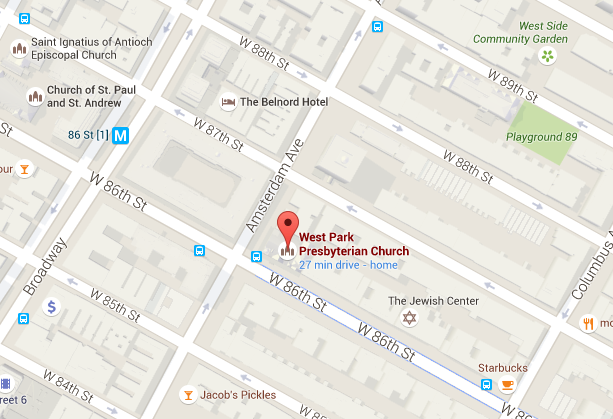 West Side
Community Garden
Saint Ignatius of Antioch
Episcopal Church
W 88th St
W 89th St
Church of St. Paul
and St. Andrew
The Belnord Hotel
86 St [1]
M
W 87th St
Playground 89
St
W 88th St
our
W 86th St
Amsterdam Ave
West Park
Presbyterian Church
27 min drive - home
Broadway
Columbus A
W 86th St
The Jewish Center
$
W 85th St
W 86th St
mo
Starbucks
W 84th St
Jacob's Pickles
treet 6
W 8